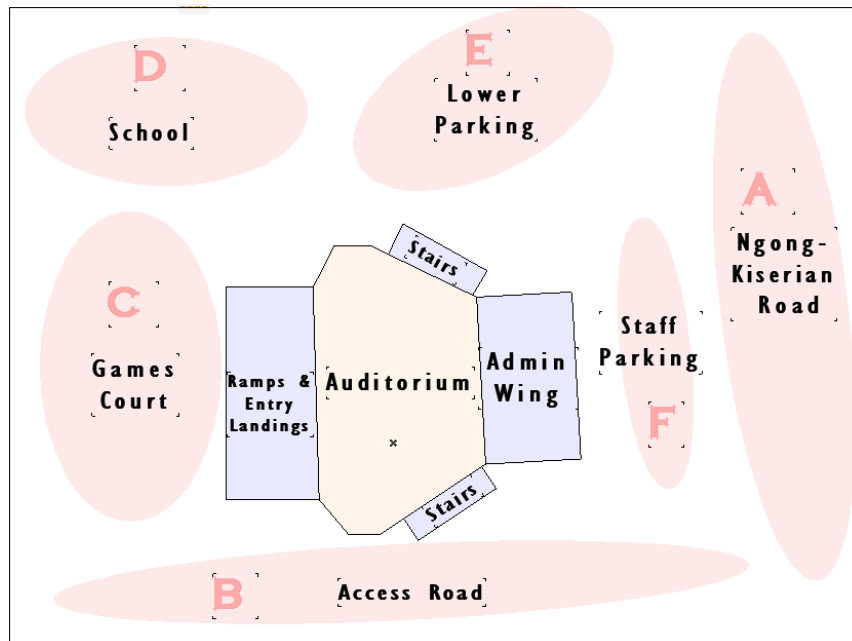 D
School
E
Lower
Parking
A
Ngong-
Kiserian
Road
C
Games
Court
Stairs
Ramps &
Entry
Landings
Auditorium
Admin
Wing
Staff
Parking
F
Stairs
B
Access Road